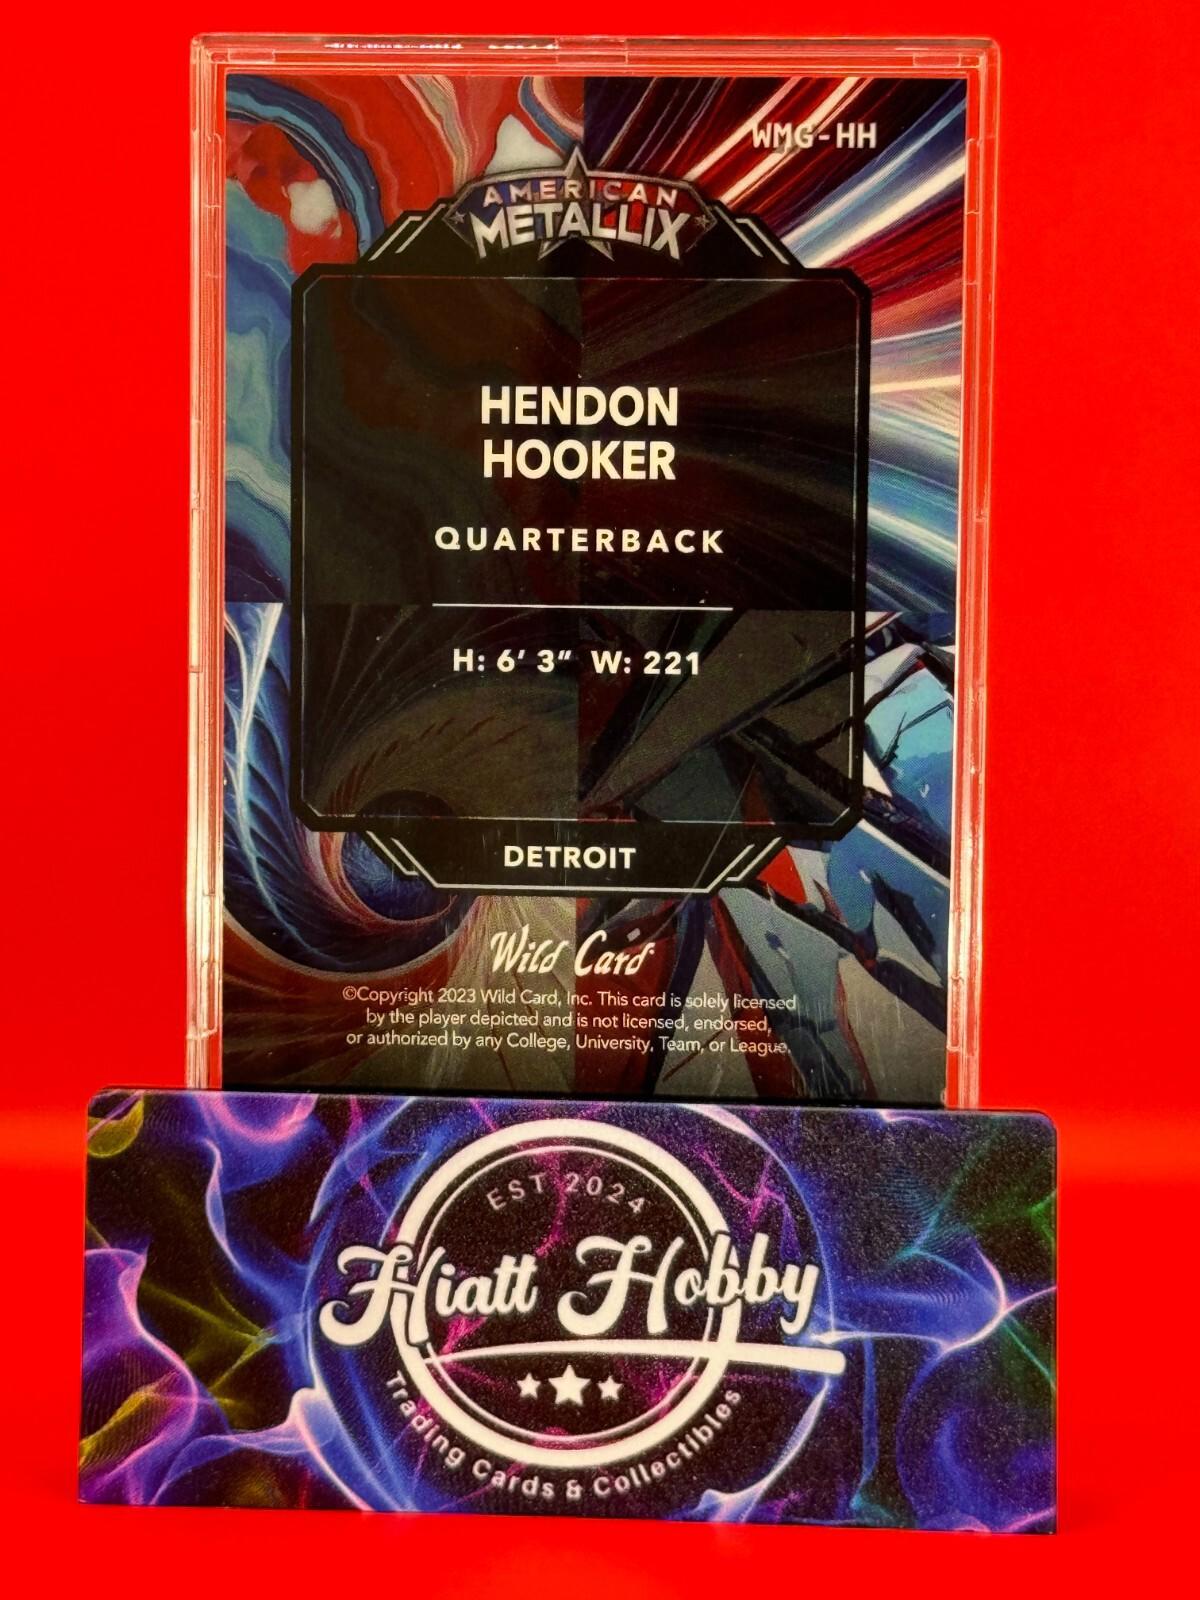 WMG-HH
AMERICAN
METALLIX
HENDON
HOOKER
QUARTERBACK
H: 6' 3" W: 221
DETROIT
Wild Card
©Copyright 2023 Wild Card, Inc. This card is solely licensed
by the player depicted and is not licensed, endorsed,
or authorized by any College, University, Team, or League.
EST 2024
Hiatt Hobby
Trading Cards & Collectibles